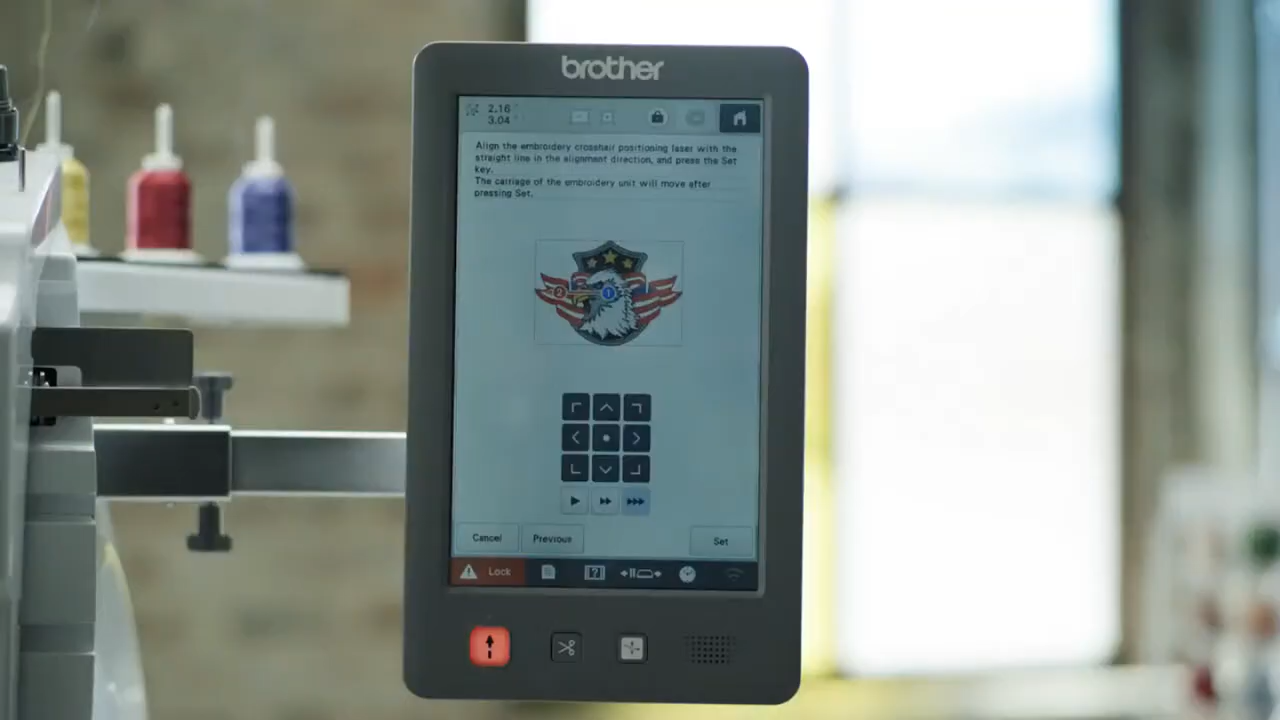 brother
2.16
3.04
Align the embroidery crosshair positioning laser with the
straight line in the alignment direction, and press the Set
key.
The carriage of the embroidery unit will move after
pressing Set.
2 1
Cancel Previous Set
Lock